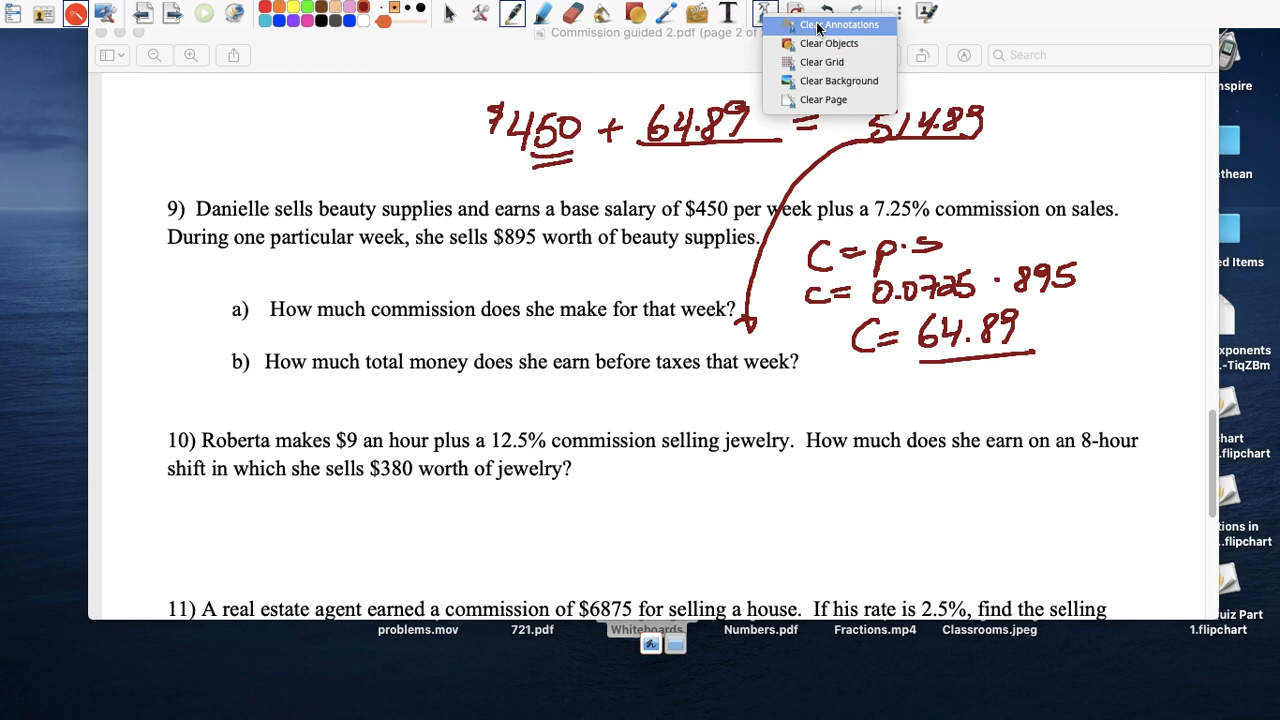 Clear Annotations
Commission guided 2.pdf (page 2 of
Clear Objects
Search
Clear Grid
Clear Background
Clear Page
$450 + 64.89 = 514.89
9) Danielle sells beauty supplies and earns a base salary of $450 per week plus a 7.25% commission on sales.
During one particular week, she sells $895 worth of beauty supplies.
C = p·s
C = 0.0725 · 895
a) How much commission does she make for that week?
C = 64.89
b) How much total money does she earn before taxes that week?
10) Roberta makes $9 an hour plus a 12.5% commission selling jewelry. How much does she earn on an 8-hour
shift in which she sells $380 worth of jewelry?
11) A real estate agent earned a commission of $6875 for selling a house. If his rate is 2.5%, find the selling
problems.mov
721.pdf
Whiteboards
Numbers.pdf
Fractions.mp4
Classrooms.jpeg
1.flipchart
nspire
ethean
ted Items
xponents
-TiqZBm
chart
.flipchart
tions in
..flipchart
uiz Part